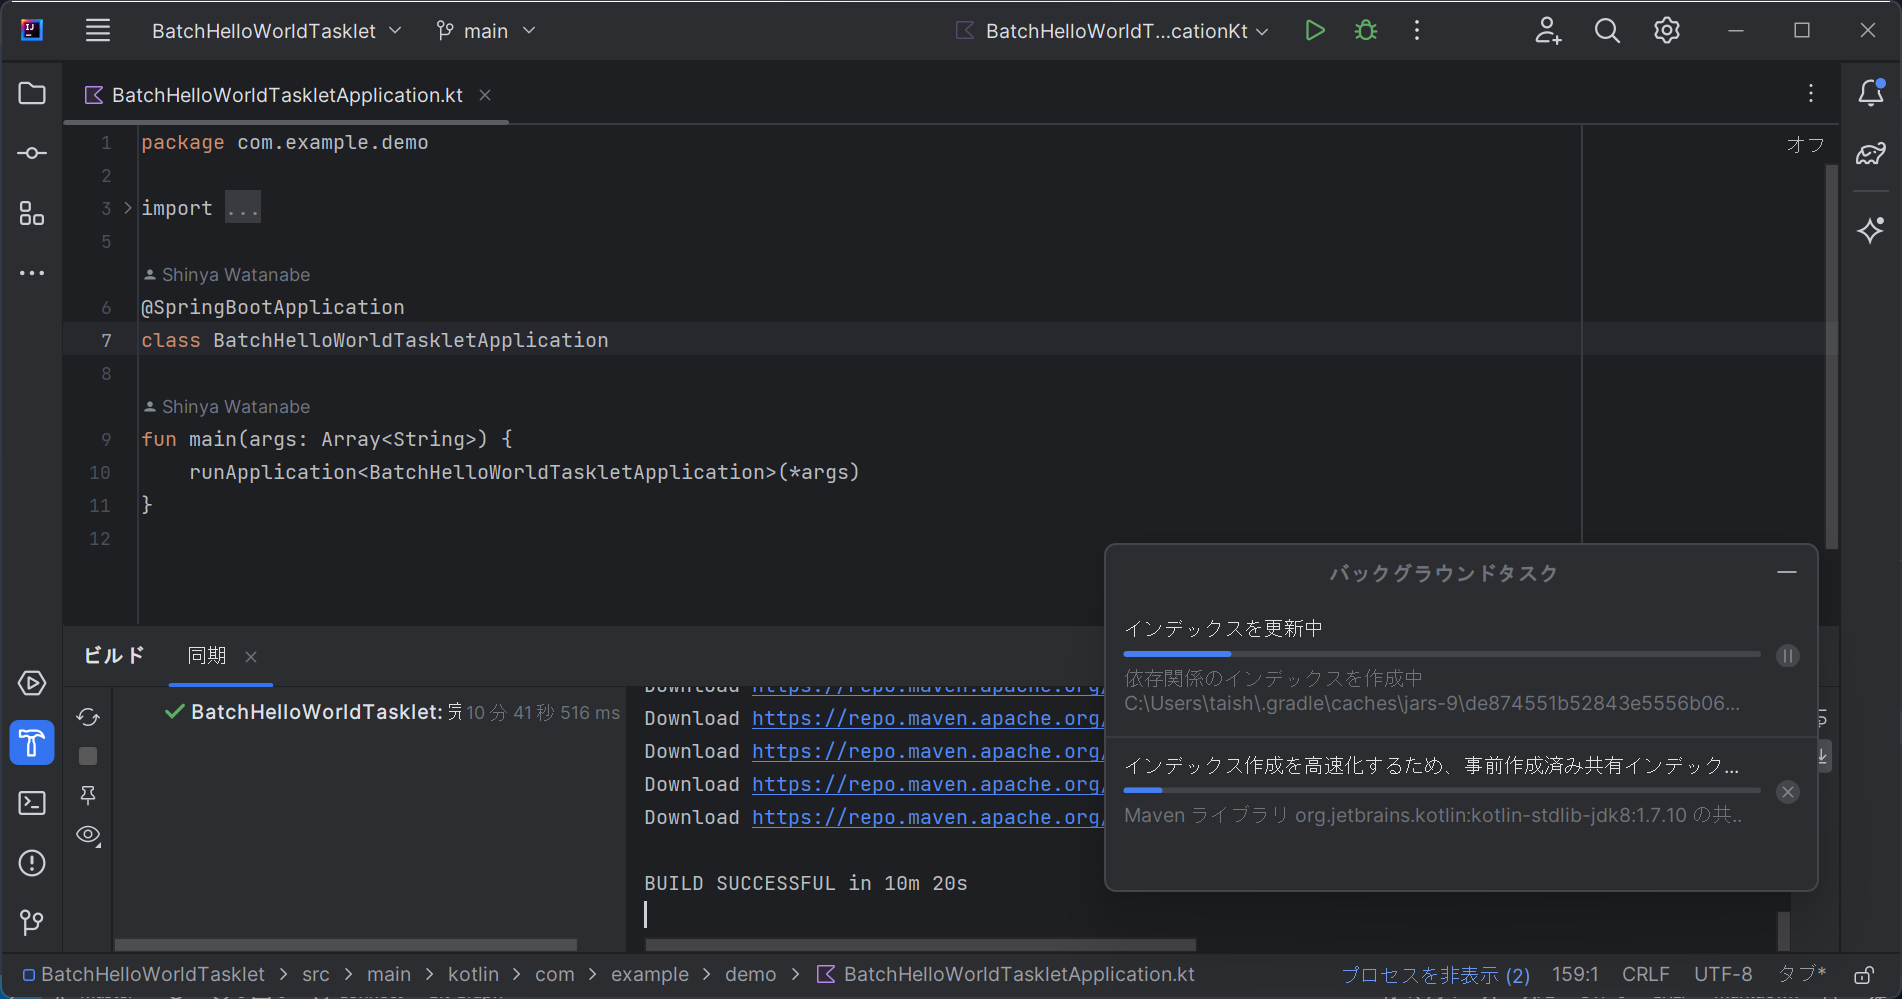 BatchHelloWorldTasklet
main
BatchHelloWorldT...cationKt
BatchHelloWorldTaskletApplication.kt
オフ
1 package com.example.demo
2
3 import ...
5
Shinya Watanabe
6 @SpringBootApplication
7 class BatchHelloWorldTaskletApplication
8
Shinya Watanabe
9 fun main(args: Array<String>) {
10 runApplication<BatchHelloWorldTaskletApplication>(*args)
11 }
12
ビルド 同期
BatchHelloWorldTasklet: 完 10 分 41 秒 516 ms
Download https://repo.maven.apache.org/
Download https://repo.maven.apache.org/
Download https://repo.maven.apache.org/
Download https://repo.maven.apache.org/
Download https://repo.maven.apache.org/
BUILD SUCCESSFUL in 10m 20s
バックグラウンドタスク
インデックスを更新中
依存関係のインデックスを作成中
C:\Users\taish\.gradle\caches\jars-9\de874551b52843e5556b06...
インデックス作成を高速化するため、事前作成済み共有インデック...
Maven ライブラリ org.jetbrains.kotlin:kotlin-stdlib-jdk8:1.7.10 の共..
BatchHelloWorldTasklet > src > main > kotlin > com > example > demo > BatchHelloWorldTaskletApplication.kt
プロセスを非表示 (2) 159:1 CRLF UTF-8 タブ*